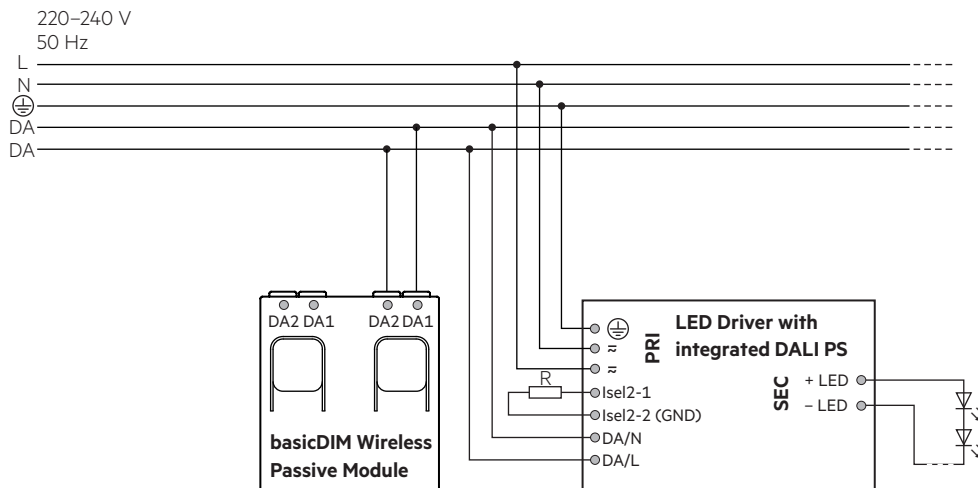 220–240 V
50 Hz
L
N
DA
DA
DA2 DA1 DA2 DA1
basicDIM Wireless
Passive Module
LED Driver with
integrated DALI PS
PRI
≂
≂
R
Isel2-1
Isel2-2 (GND)
DA/N
DA/L
SEC
+ LED
– LED